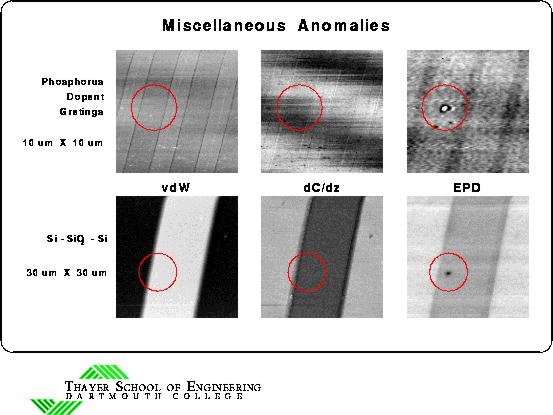 Miscellaneous Anomalies
Phosphorus
Dopant
Gratings
10 um X 10 um
vdW dC/dz EPD
Si - SiO2 - Si
30 um X 30 um
THAYER SCHOOL OF ENGINEERING
DARTMOUTH COLLEGE